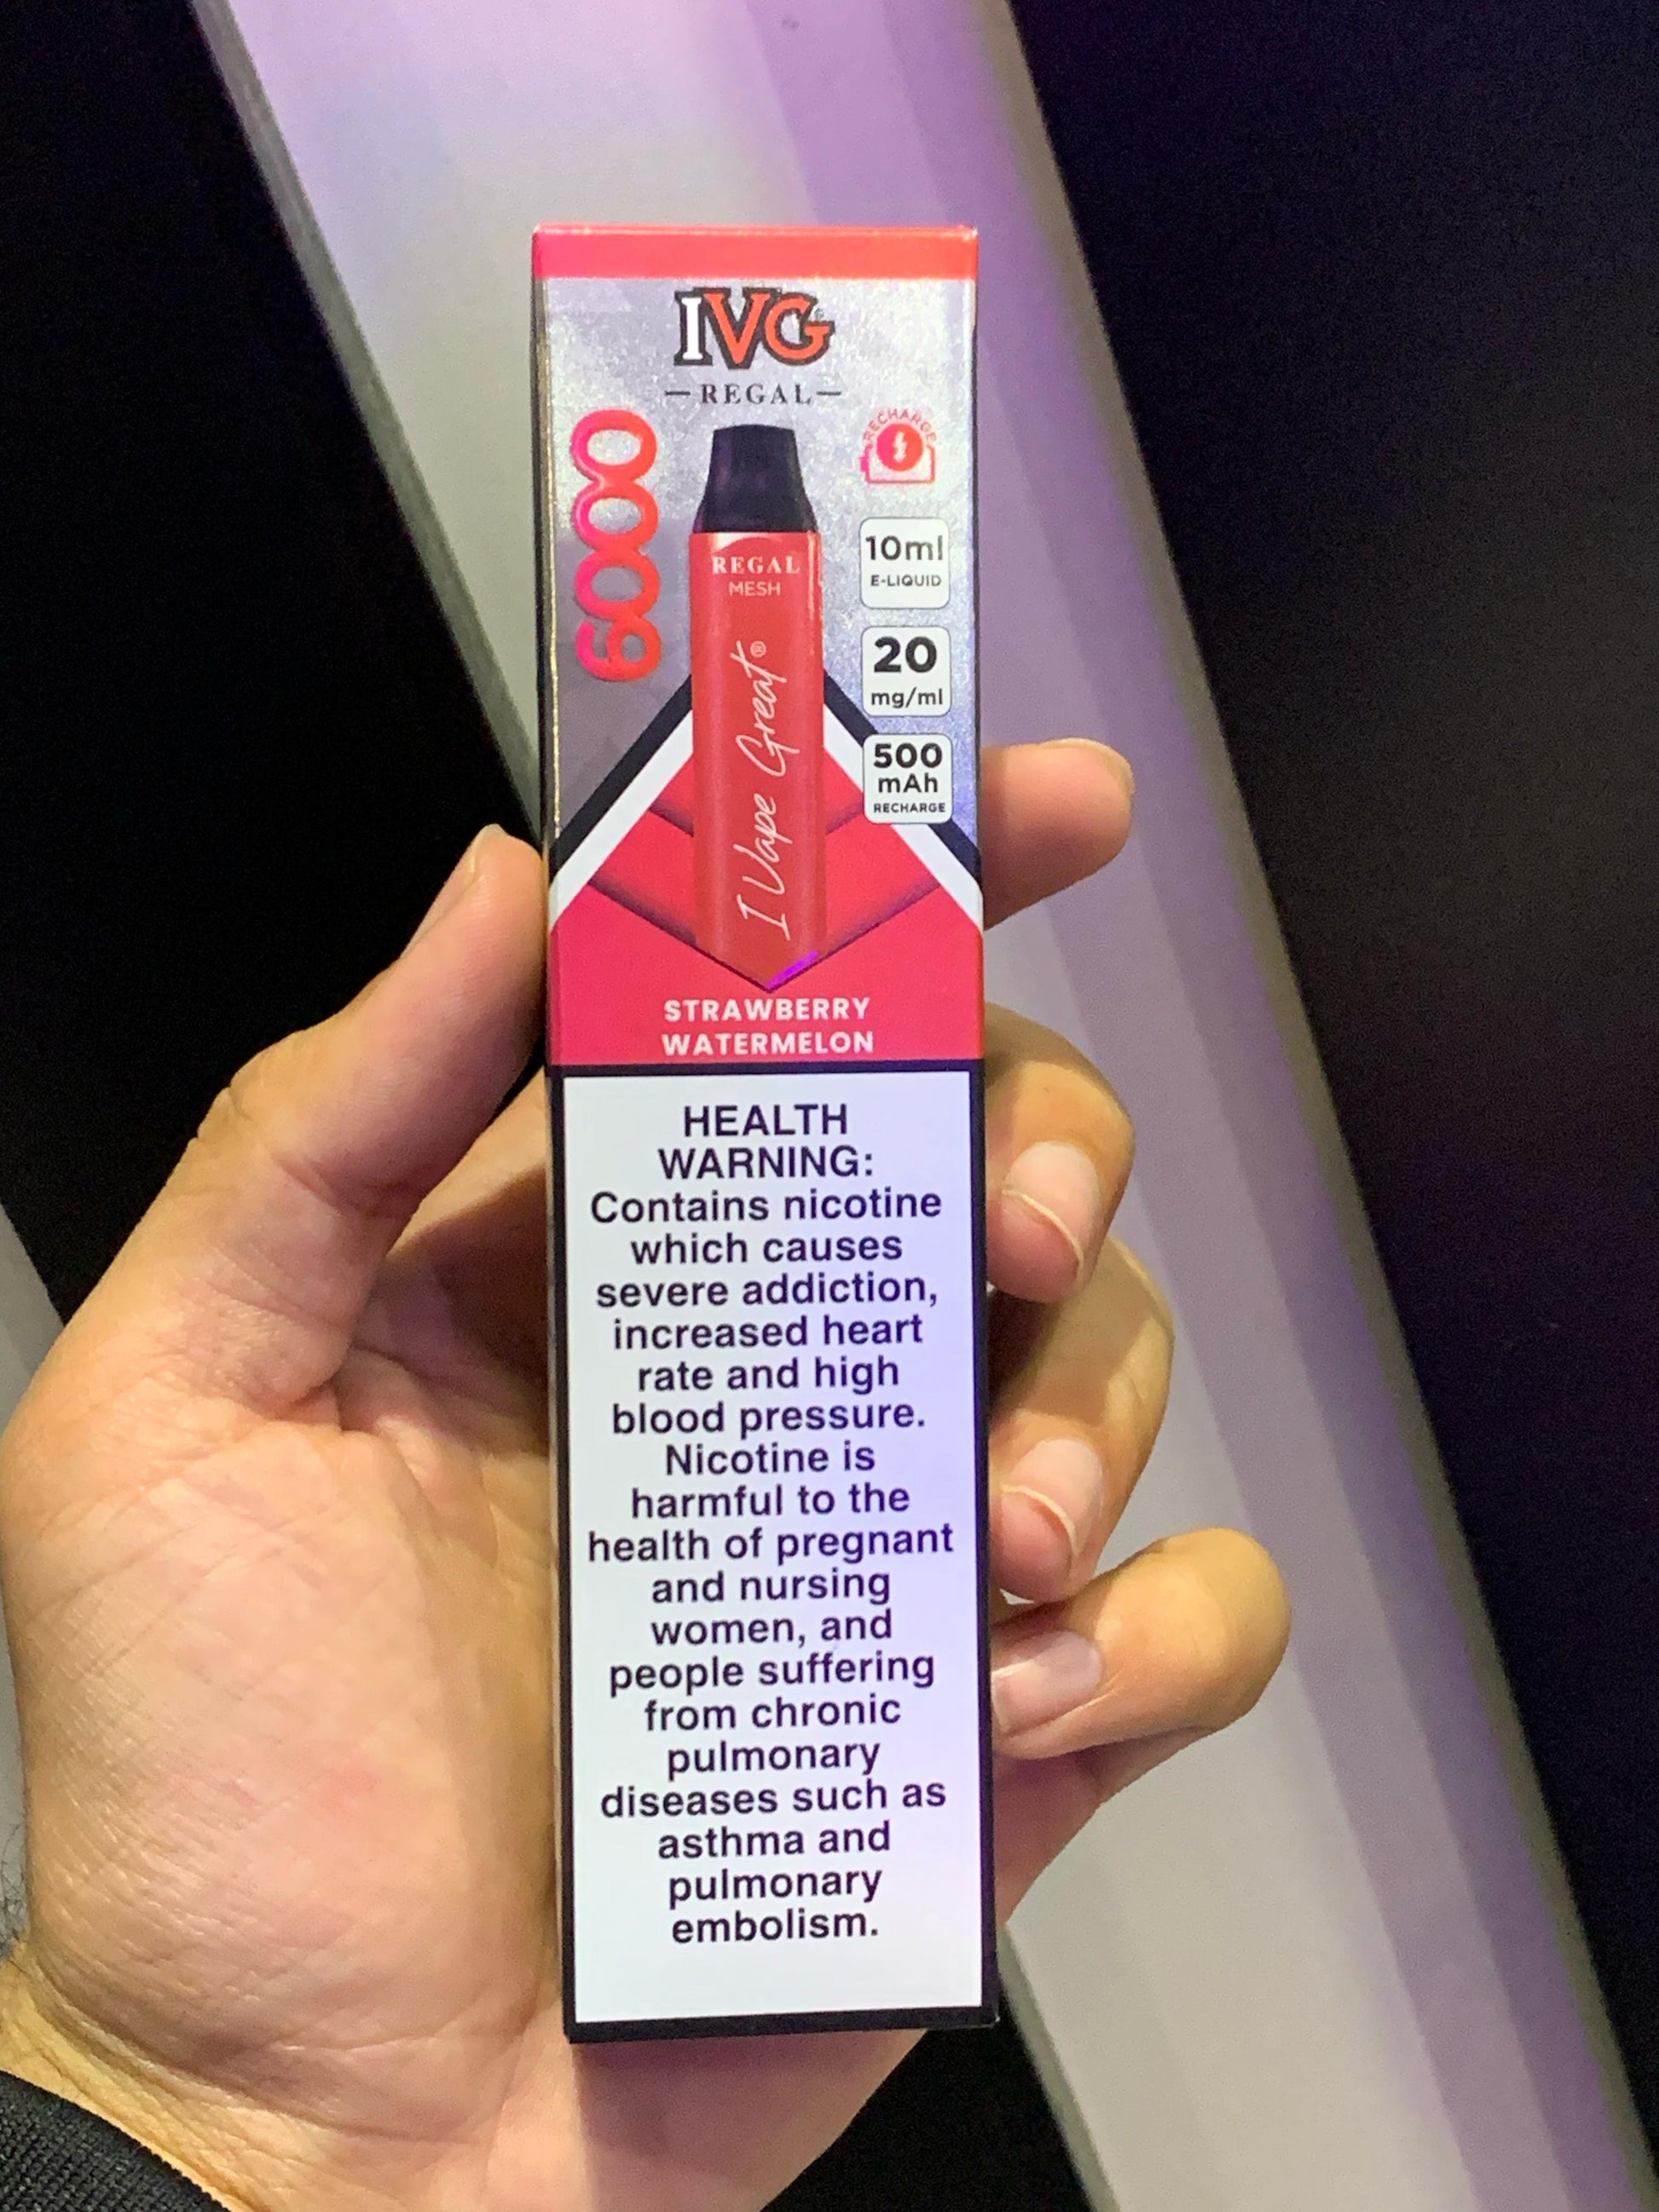 IVG
REGAL
6000
RECHARGE
REGAL
MESH
I Vape Great®
10ml
E-LIQUID
20
mg/ml
500
mAh
RECHARGE
STRAWBERRY
WATERMELON
HEALTH
WARNING:
Contains nicotine
which causes
severe addiction,
increased heart
rate and high
blood pressure.
Nicotine is
harmful to the
health of pregnant
and nursing
women, and
people suffering
from chronic
pulmonary
diseases such as
asthma and
pulmonary
embolism.